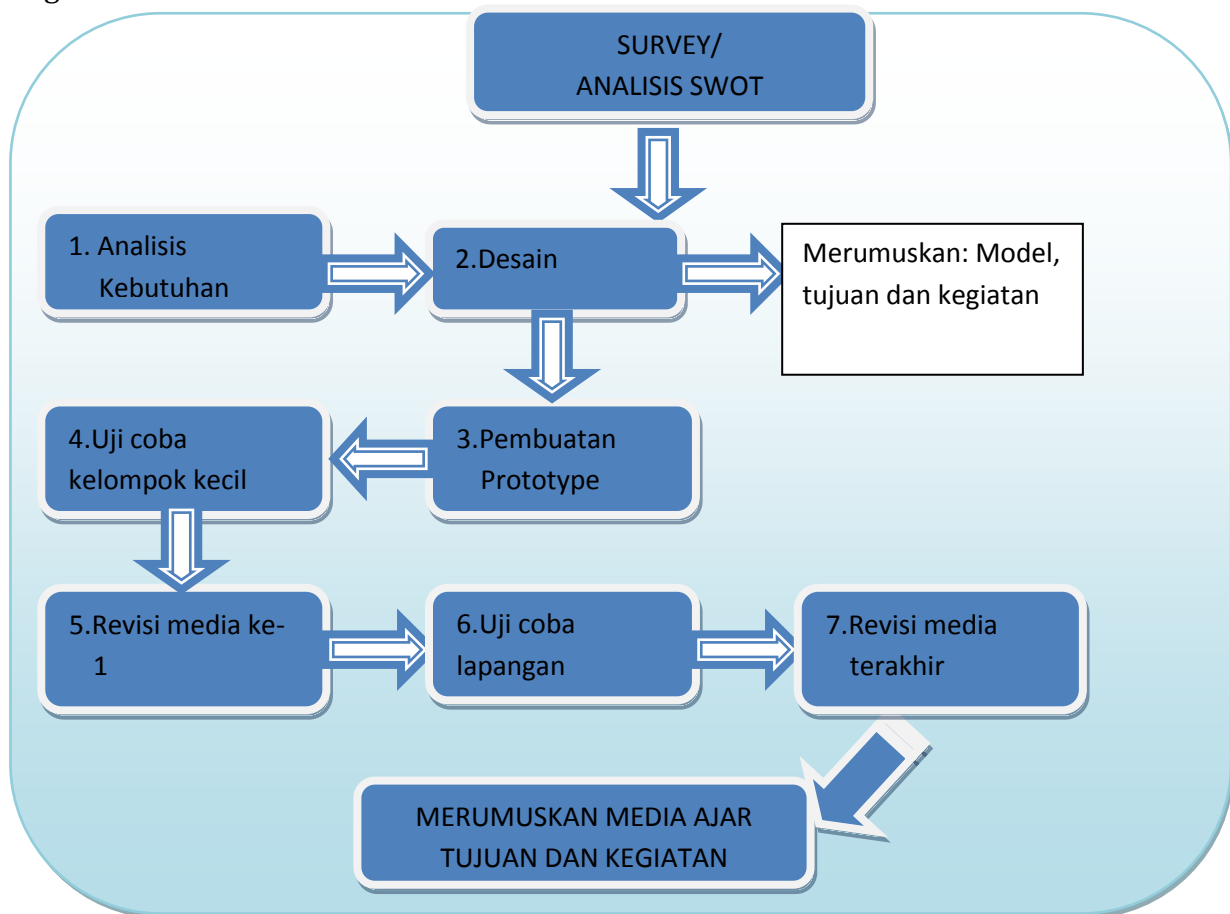 SURVEY/
ANALISIS SWOT
1. Analisis
Kebutuhan
2.Desain
Merumuskan: Model,
tujuan dan kegiatan
4.Uji coba
kelompok kecil
3.Pembuatan
Prototype
5.Revisi media ke-
1
6.Uji coba
lapangan
7.Revisi media
terakhir
MERUMUSKAN MEDIA AJAR
TUJUAN DAN KEGIATAN